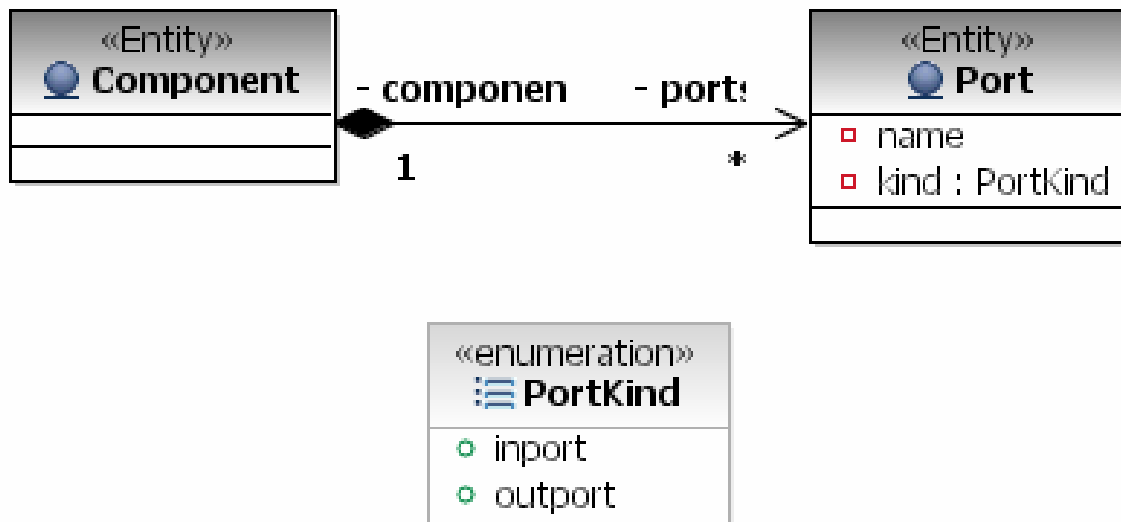 «Entity»
Component
- componen
- ports
1
*
«Entity»
Port
name
kind : PortKind
«enumeration»
PortKind
inport
outport